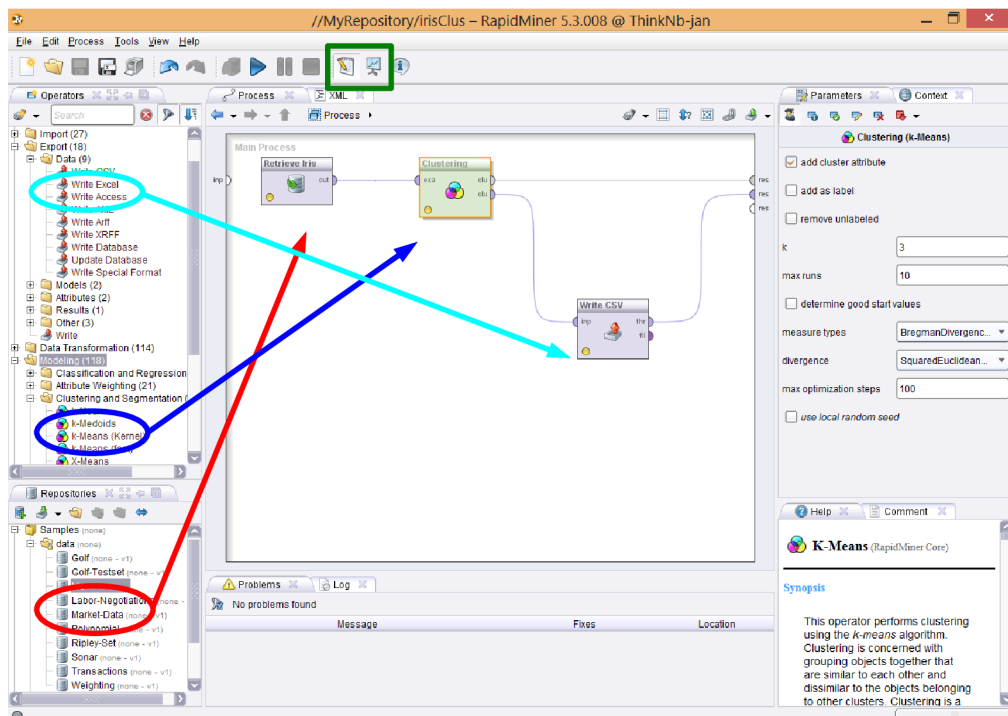 //MyRepository/irisClus – RapidMiner 5.3.008 @ ThinkNb-jan
File Edit Process Tools View Help
Operators
Search
Import (27)
Export (18)
Data (9)
Write CSV
Write Excel
Write Access
Write Arff
Write XRFF
Write Database
Update Database
Write Special Format
Models (2)
Attributes (2)
Results (1)
Other (3)
Write
Data Transformation (114)
Modeling (118)
Classification and Regression
Attribute Weighting (21)
Clustering and Segmentation (
k-Medoids
k-Means (Kernel)
k-Means (fast)
X-Means
Repositories
Samples (none)
data (none)
Golf (none - v1)
Golf-Testset (none - v1)
Labor-Negotiations (none -
Market-Data (none - v1)
Polynomial (none - v1)
Ripley-Set (none - v1)
Sonar (none - v1)
Transactions (none - v1)
Weighting (none - v1)
Process
XML
Process
Main Process
inp
Retrieve Iris
out
Clustering
exa clu
clu
Write CSV
inp thr
fil
res
res
res
Problems
Log
No problems found
Message Fixes Location
Parameters
Context
Clustering (k-Means)
add cluster attribute
add as label
remove unlabeled
k 3
max runs 10
determine good start values
measure types BregmanDivergenc...
divergence SquaredEuclidean...
max optimization steps 100
use local random seed
Help
Comment
K-Means (RapidMiner Core)
Synopsis
This operator performs clustering
using the k-means algorithm.
Clustering is concerned with
grouping objects together that
are similar to each other and
dissimilar to the objects belonging
to other clusters. Clustering is a